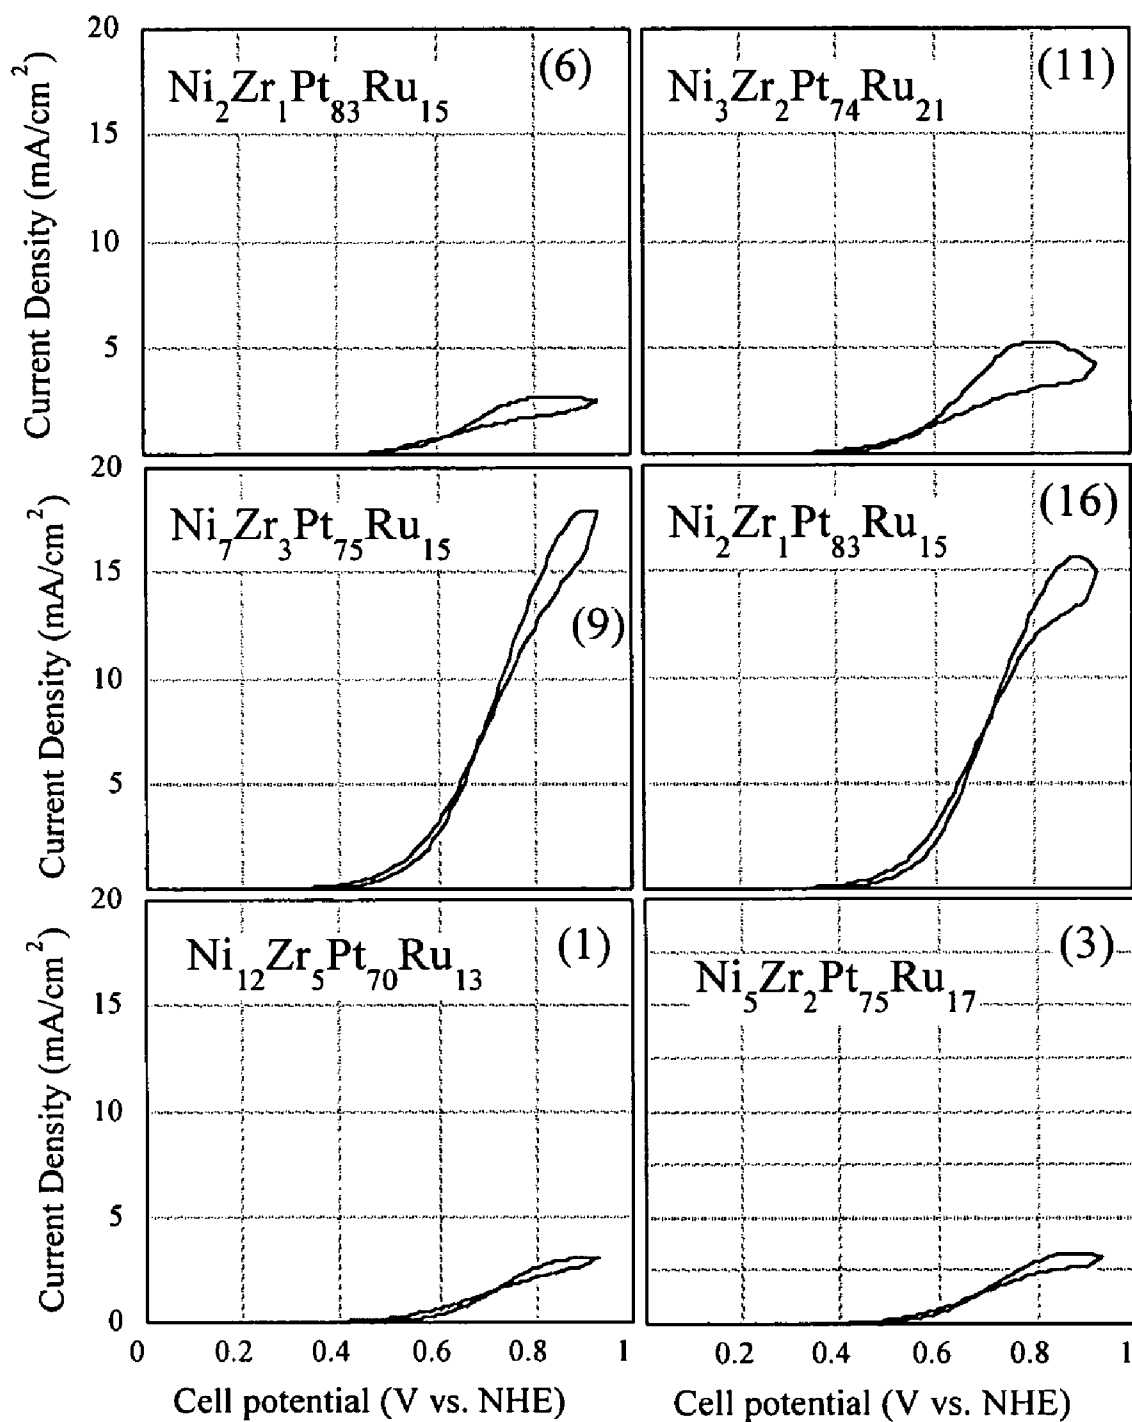 20
15
10
5
Current Density (mA/cm²)
Ni₂Zr₁Pt₈₃Ru₁₅
(6)
Ni₃Zr₂Pt₇₄Ru₂₁
(11)
20
15
10
5
Current Density (mA/cm²)
Ni₇Zr₃Pt₇₅Ru₁₅
(9)
Ni₂Zr₁Pt₈₃Ru₁₅
(16)
20
15
10
5
0
Current Density (mA/cm²)
Ni₁₂Zr₅Pt₇₀Ru₁₃
(1)
Ni₅Zr₂Pt₇₅Ru₁₇
(3)
0 0.2 0.4 0.6 0.8 1
0.2 0.4 0.6 0.8 1
Cell potential (V vs. NHE)
Cell potential (V vs. NHE)